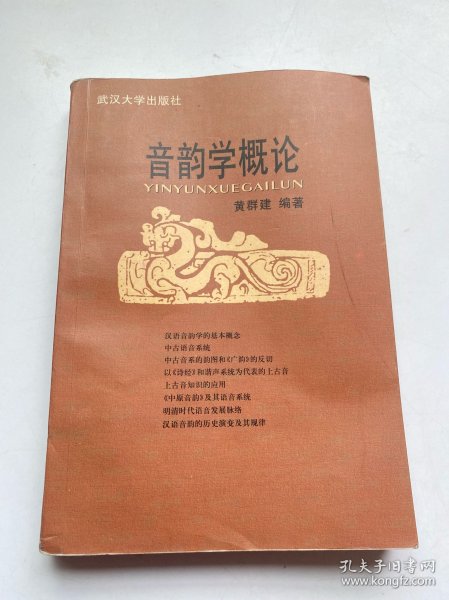 武汉大学出版社
音韵学概论
YINYUNXUEGAILUN
黄群建 编著
汉语音韵学的基本概念
中古语音系统
中古音系的韵图和《广韵》的反切
以《诗经》和谐声系统为代表的上古音
上古音知识的应用
《中原音韵》及其语音系统
明清时代语音发展脉络
汉语音韵的历史演变及其规律
孔夫子旧书网
www.kongfz.com